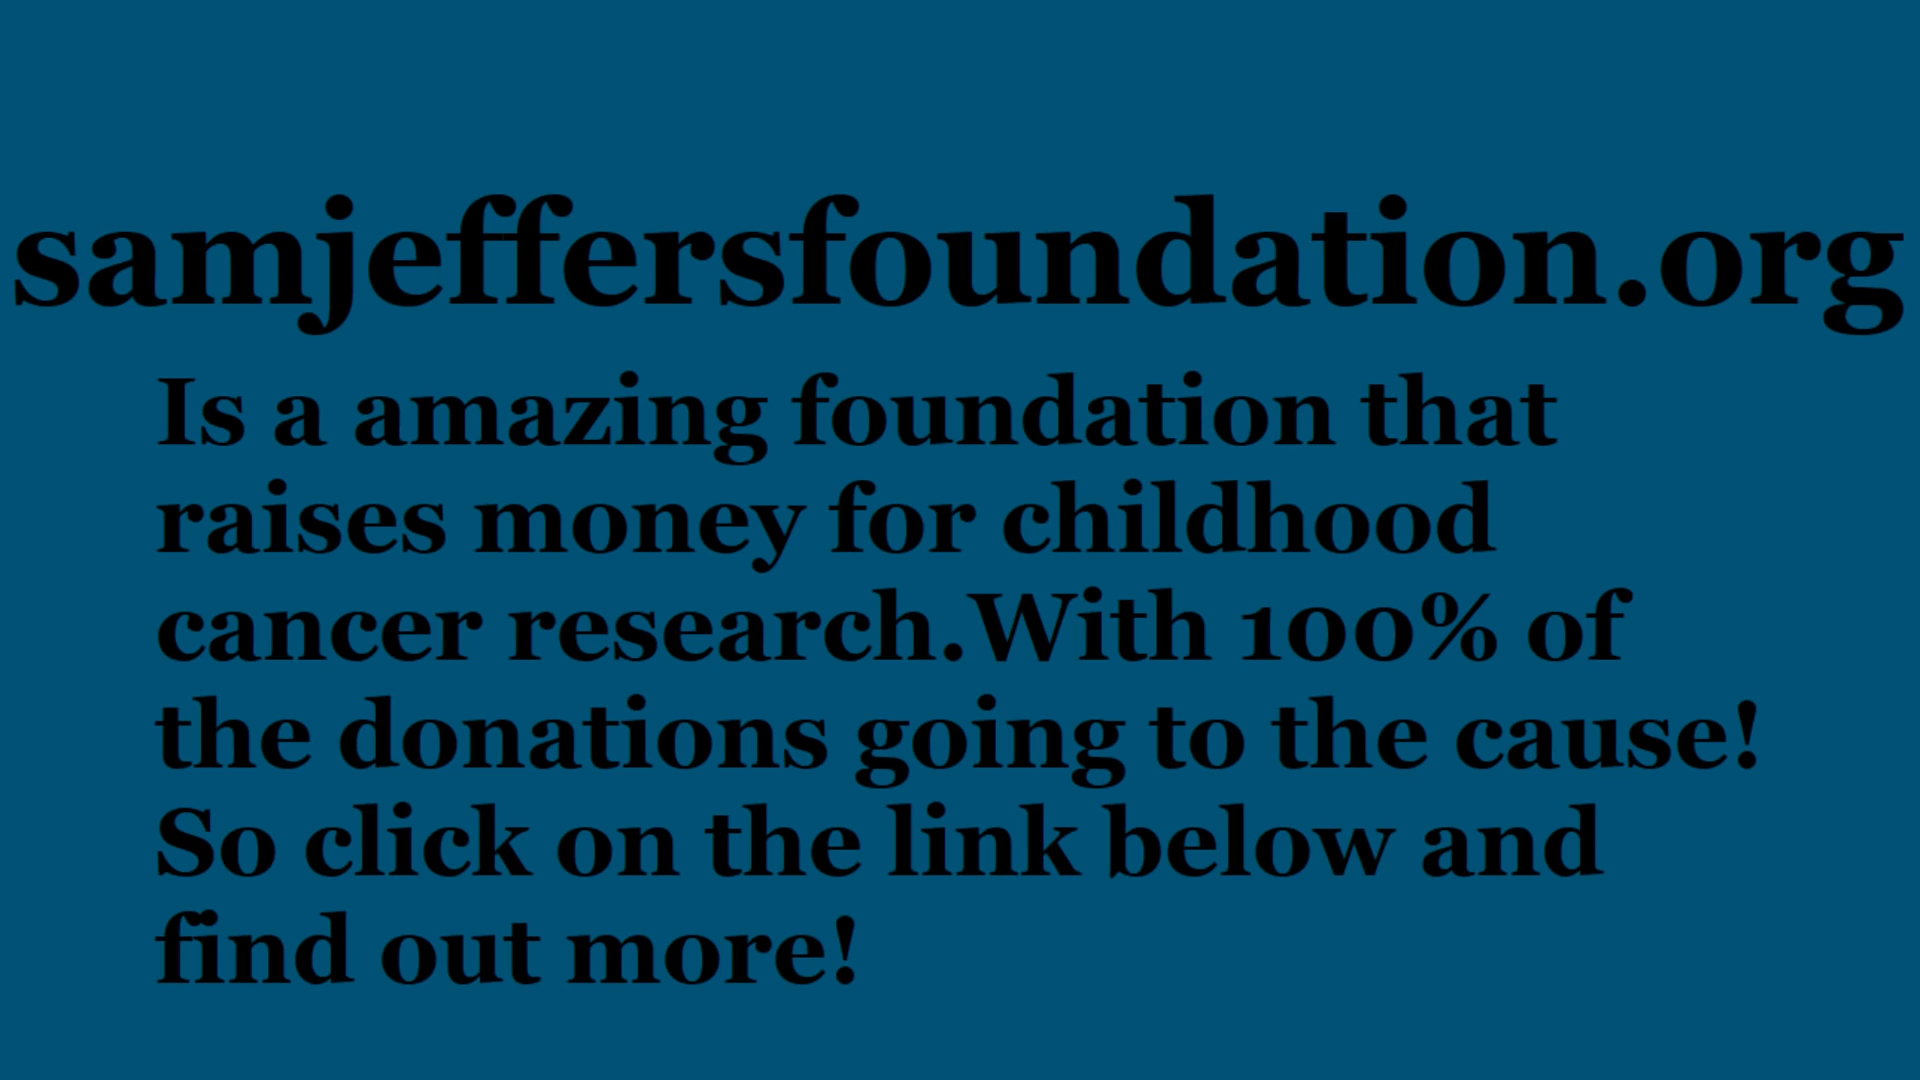 samjeffersfoundation.org
Is a amazing foundation that
raises money for childhood
cancer research.With 100% of
the donations going to the cause!
So click on the link below and
find out more!